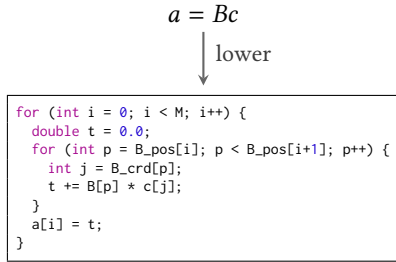 a = Bc
lower
for (int i = 0; i < M; i++) {
  double t = 0.0;
  for (int p = B_pos[i]; p < B_pos[i+1]; p++) {
    int j = B_crd[p];
    t += B[p] * c[j];
  }
  a[i] = t;
}